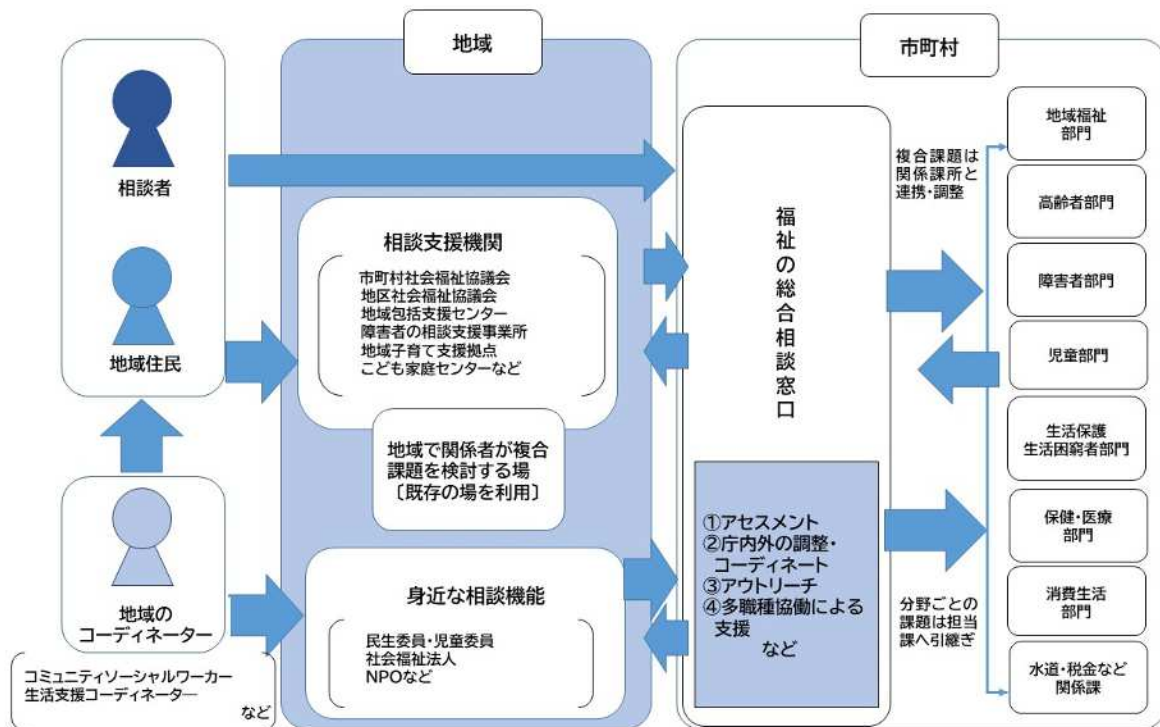 地域
市町村
相談者
地域住民
地域の
コーディネーター
コミュニティソーシャルワーカー
生活支援コーディネーター
など
相談支援機関
市町村社会福祉協議会
地区社会福祉協議会
地域包括支援センター
障害者の相談支援事業所
地域子育て支援拠点
こども家庭センターなど
地域で関係者が複合
課題を検討する場
〔既存の場を利用〕
身近な相談機能
民生委員・児童委員
社会福祉法人
NPOなど
福祉の総合相談窓口
①アセスメント
②庁内外の調整・
コーディネート
③アウトリーチ
④多職種協働による
支援
など
複合課題は
関係課所と
連携・調整
分野ごとの
課題は担当
課へ引継ぎ
地域福祉
部門
高齢者部門
障害者部門
児童部門
生活保護
生活困窮者部門
保健・医療
部門
消費生活
部門
水道・税金など
関係課